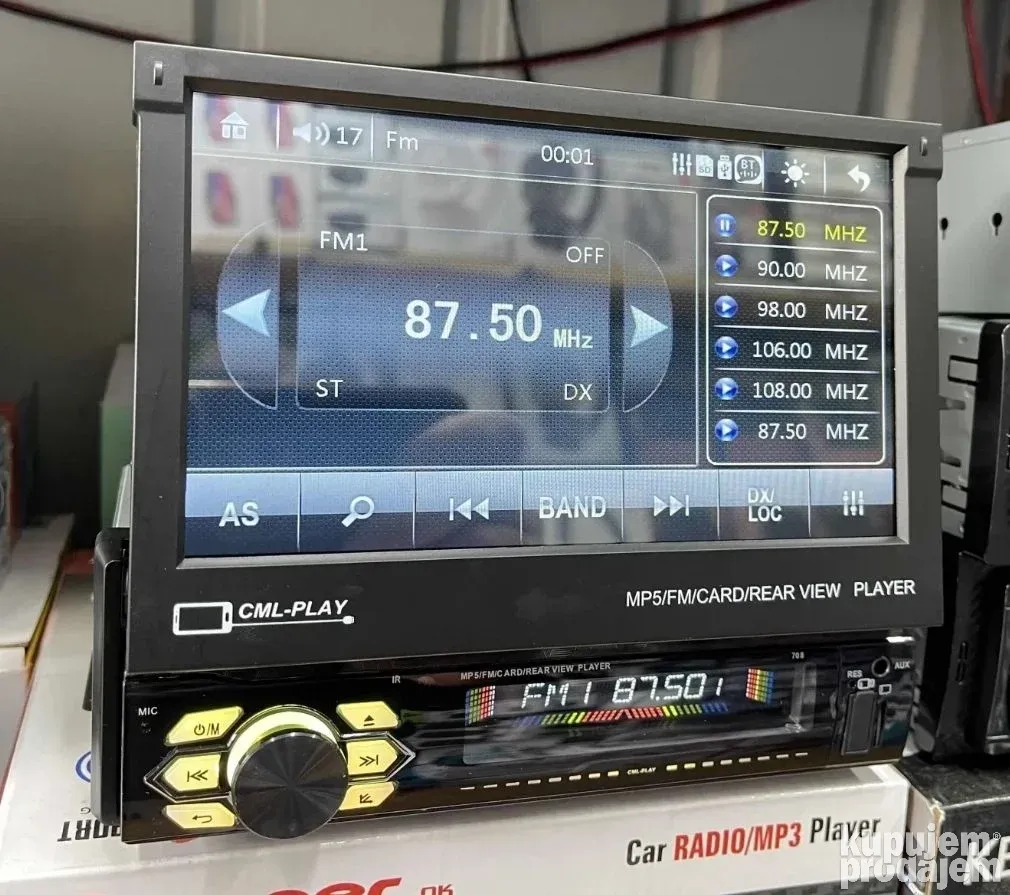 17 Fm 00:01 SD BT
FM1 OFF
87.50 MHz
ST DX
87.50 MHZ
90.00 MHZ
98.00 MHZ
106.00 MHZ
108.00 MHZ
87.50 MHZ
AS BAND DX/
LOC
CML-PLAY
MP5/FM/CARD/REAR VIEW PLAYER
IR MP5/FM/CARD/REAR VIEW PLAYER 708
MIC
FM1 87.501
RES AUX
/M
CML-PLAY
Car RADIO/MP3 Player
kupujem
prodajem